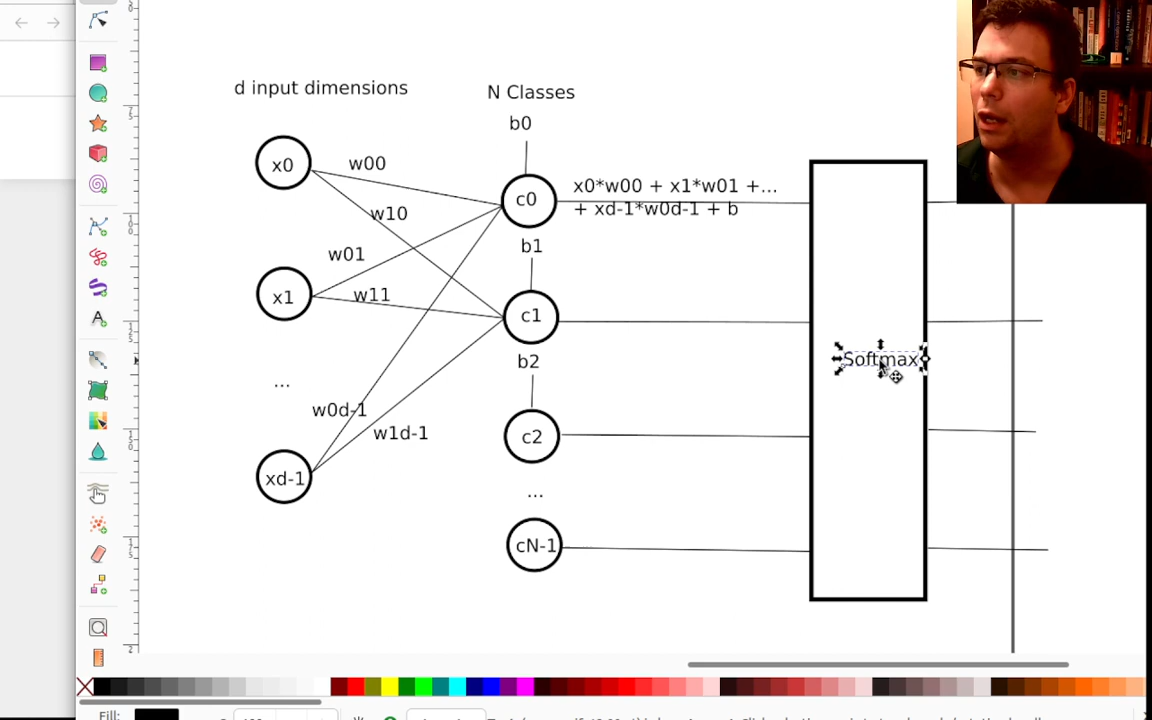 d input dimensions
N Classes
b0
x0
w00
c0
x0*w00 + x1*w01 +...
+ xd-1*w0d-1 + b
w10
b1
w01
x1
w11
c1
b2
Softmax
...
w0d-1
w1d-1
c2
xd-1
...
cN-1
Fill: